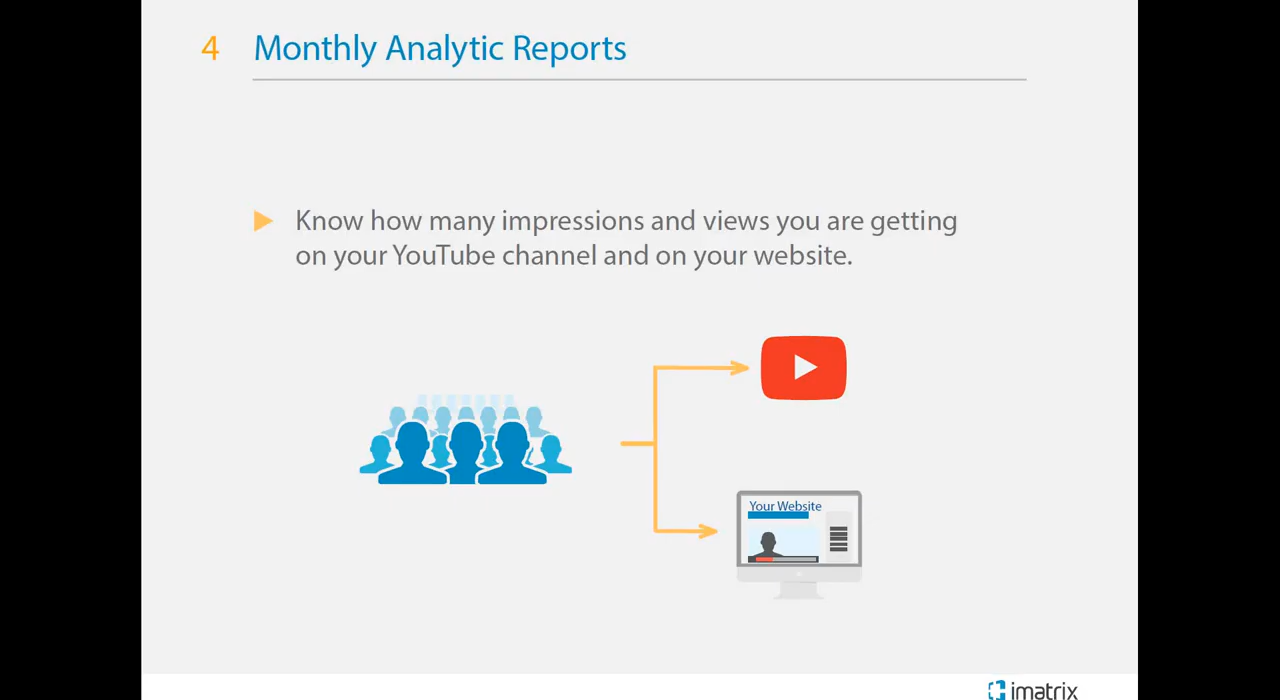 4 Monthly Analytic Reports
Know how many impressions and views you are getting
on your YouTube channel and on your website.
Your Website
imatrix